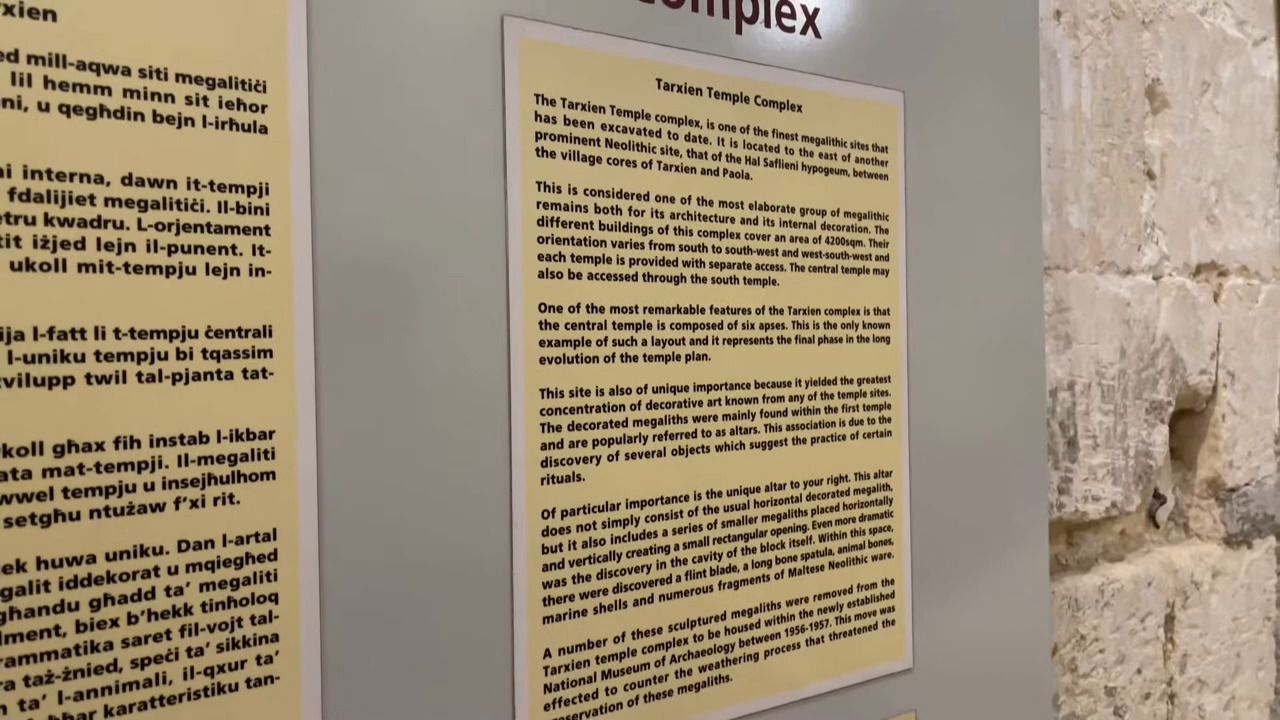 xien
ed mill-aqwa siti megalitiċi
lil hemm minn sit ieħor
ni, u qegħdin bejn l-irħula
ni interna, dawn it-tempji
fdalijiet megalitiċi. Il-bini
etru kwadru. L-orjentament
tit iżjed lejn il-punent. It-
ukoll mit-tempju lejn in-
ija l-fatt li t-tempju ċentrali
l-uniku tempju bi tqassim
vilupp twil tal-pjanta tat-
koll għax fih instab l-ikbar
ata mat-tempji. Il-megaliti
wwel tempju u insejħulhom
setgħu ntużaw f'xi rit.
ek huwa uniku. Dan l-artal
galit iddekorat u mqiegħed
għandu għadd ta' megaliti
lment, biex b'hekk tinħoloq
rammatika saret fil-vojt tal-
ra taż-żnied, speċi ta' sikkina
n ta' l-annimali, il-qxur ta'
karatteristiku tan-
complex
Tarxien Temple Complex
The Tarxien Temple complex, is one of the finest megalithic sites that
has been excavated to date. It is located to the east of another
prominent Neolithic site, that of the Hal Saflieni hypogeum, between
the village cores of Tarxien and Paola.
This is considered one of the most elaborate group of megalithic
remains both for its architecture and its internal decoration. The
different buildings of this complex cover an area of 4200sqm. Their
orientation varies from south to south-west and west-south-west and
each temple is provided with separate access. The central temple may
also be accessed through the south temple.
One of the most remarkable features of the Tarxien complex is that
the central temple is composed of six apses. This is the only known
example of such a layout and it represents the final phase in the long
evolution of the temple plan.
This site is also of unique importance because it yielded the greatest
concentration of decorative art known from any of the temple sites.
The decorated megaliths were mainly found within the first temple
and are popularly referred to as altars. This association is due to the
discovery of several objects which suggest the practice of certain
rituals.
Of particular importance is the unique altar to your right. This altar
does not simply consist of the usual horizontal decorated megalith,
but it also includes a series of smaller megaliths placed horizontally
and vertically creating a small rectangular opening. Even more dramatic
was the discovery in the cavity of the block itself. Within this space,
there were discovered a flint blade, a long bone spatula, animal bones,
marine shells and numerous fragments of Maltese Neolithic ware.
A number of these sculptured megaliths were removed from the
Tarxien temple complex to be housed within the newly established
National Museum of Archaeology between 1956-1957. This move was
effected to counter the weathering process that threatened the
preservation of these megaliths.